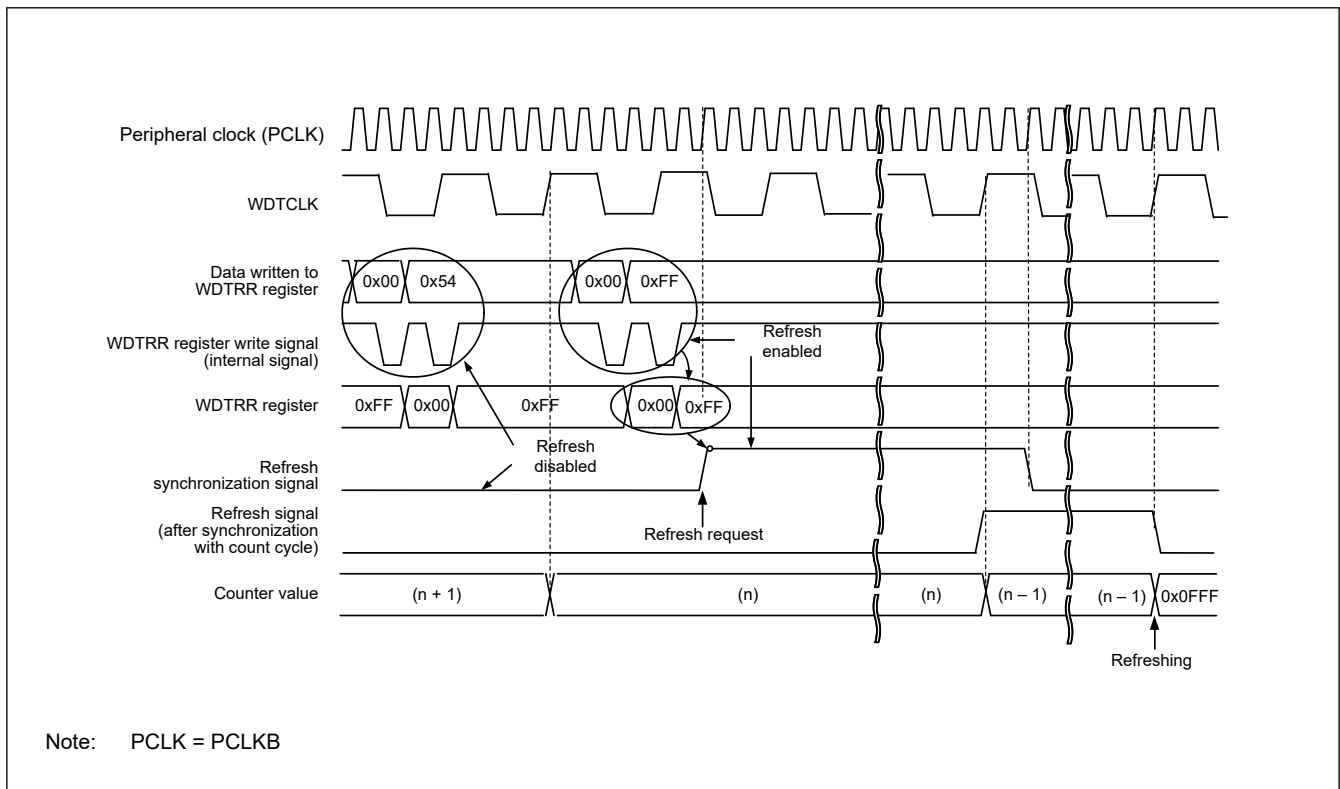 Peripheral clock (PCLK)
WDTCLK
Data written to
WDTRR register
0x00 0x54 0x00 0xFF
WDTRR register write signal
(internal signal)
Refresh
enabled
WDTRR register
0xFF 0x00 0xFF 0x00 0xFF
Refresh
disabled
Refresh
synchronization signal
Refresh signal
(after synchronization
with count cycle)
Refresh request
Counter value
(n + 1) (n) (n) (n – 1) (n – 1) 0x0FFF
Refreshing
Note: PCLK = PCLKB